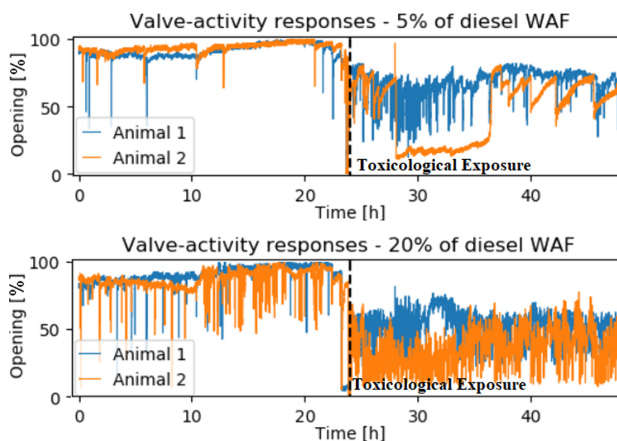 Valve-activity responses - 5% of diesel WAF
100
50
0
Opening [%]
Animal 1
Animal 2
Toxicological Exposure
0
20
40
Time [h]
Valve-activity responses - 20% of diesel WAF
100
50
0
Opening [%]
Animal 1
Animal 2
Toxicological Exposure
0
10
20
30
40
Time [h]